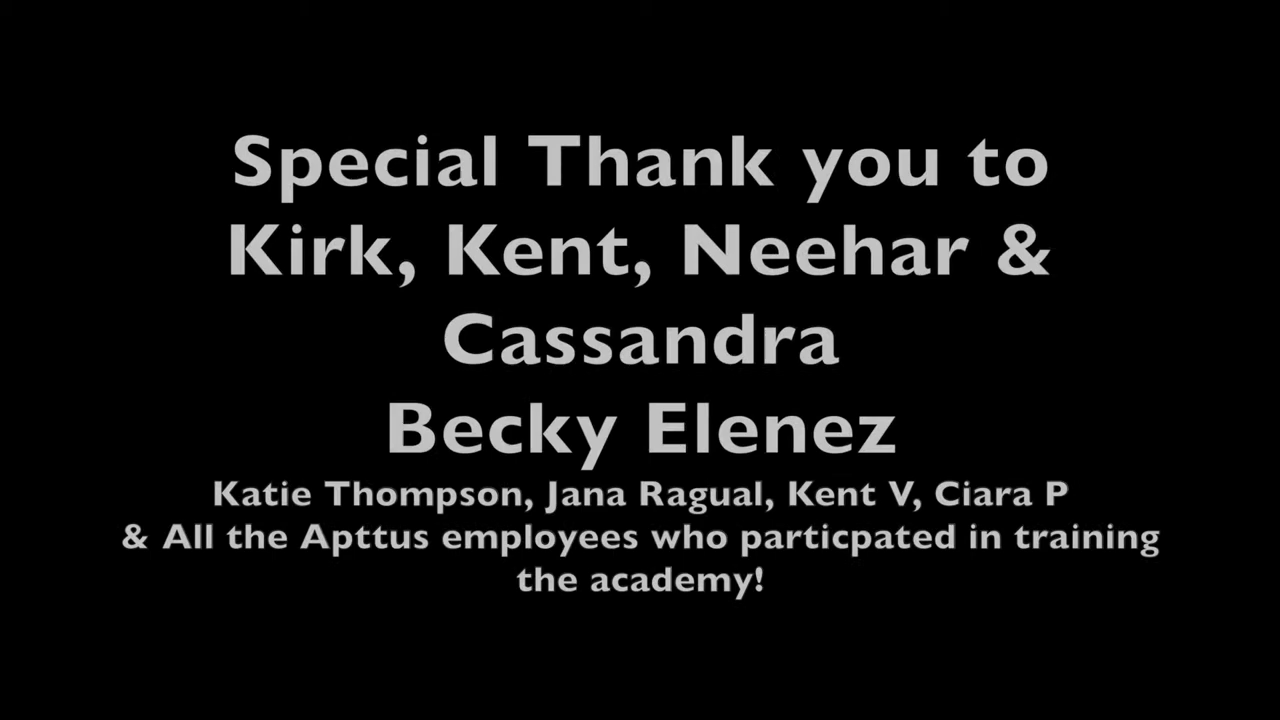 Special Thank you to
Kirk, Kent, Neehar &
Cassandra
Becky Elenez
Katie Thompson, Jana Ragual, Kent V, Ciara P
& All the Apttus employees who particpated in training
the academy!